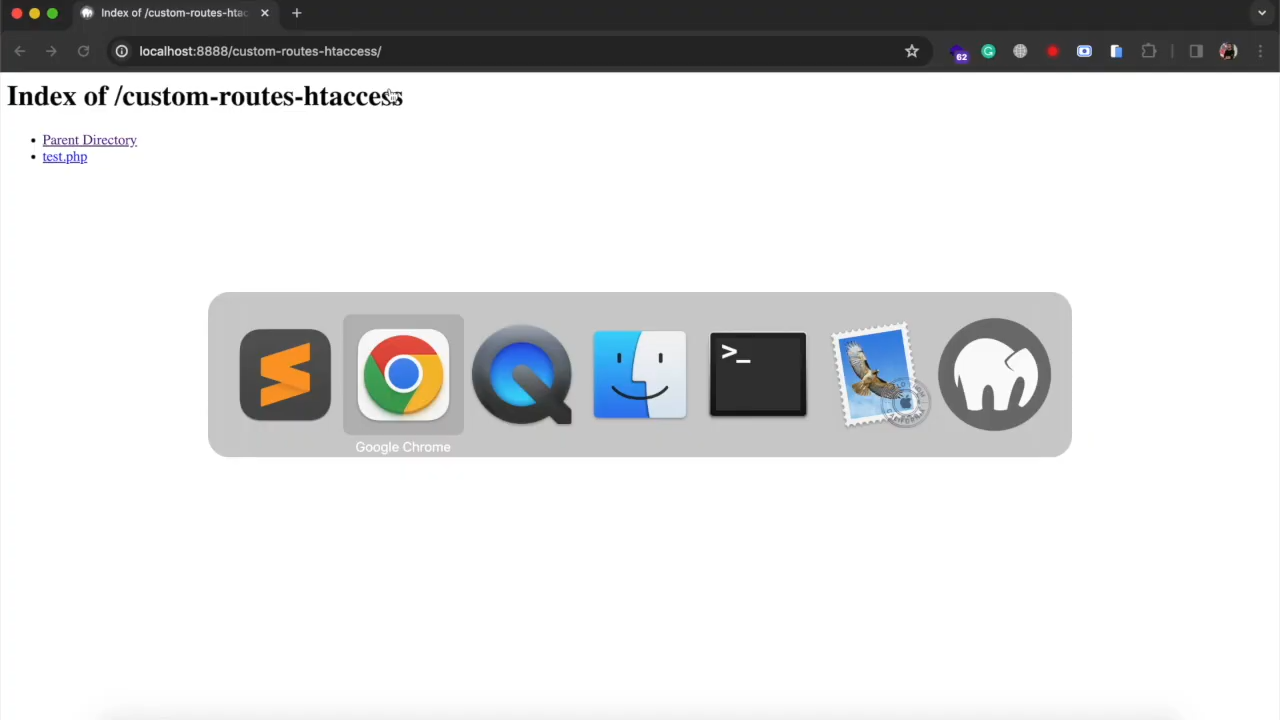 Index of /custom-routes-htac
localhost:8888/custom-routes-htaccess/
62
Index of /custom-routes-htaccess
Parent Directory
test.php
>_
Google Chrome